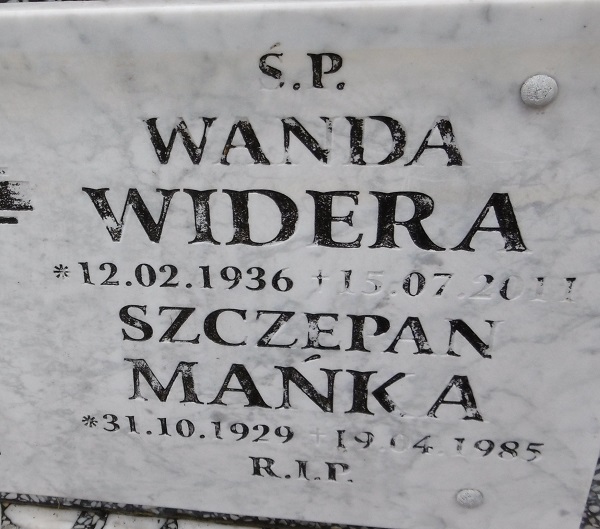 Ś.P.
WANDA
WIDERA
*12.02.1936 +15.07.2011
SZCZEPAN
MAŃKA
*31.10.1929 +19.04.1985
R.I.P.